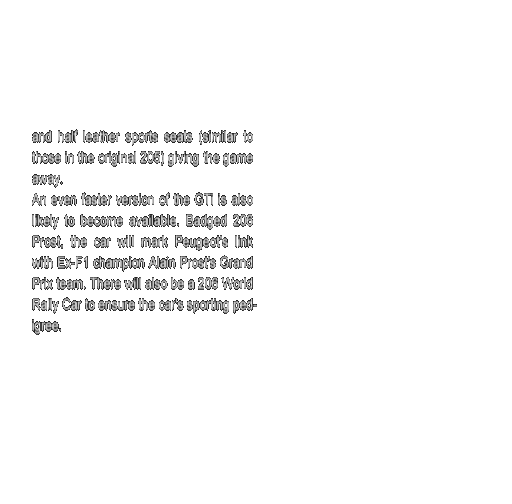 and half leather sports seats (similar to
those in the original 205) giving the game
away.
An even faster version of the GTi is also
likely to become available. Badged 206
Prost, the car will mark Peugeot's link
with Ex-F1 champion Alain Prost's Grand
Prix team. There will also be a 206 World
Rally Car to ensure the car's sporting ped-
igree.